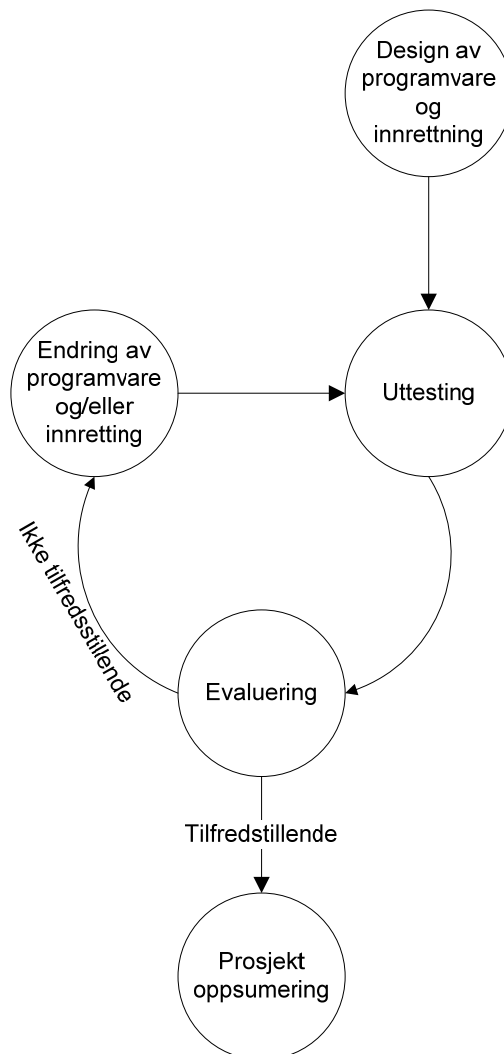 Design av
programvare
og
innrettning
Endring av
programvare
og/eller
innretting
Uttesting
Ikke tilfredsstillende
Evaluering
Tilfredstillende
Prosjekt
oppsumering